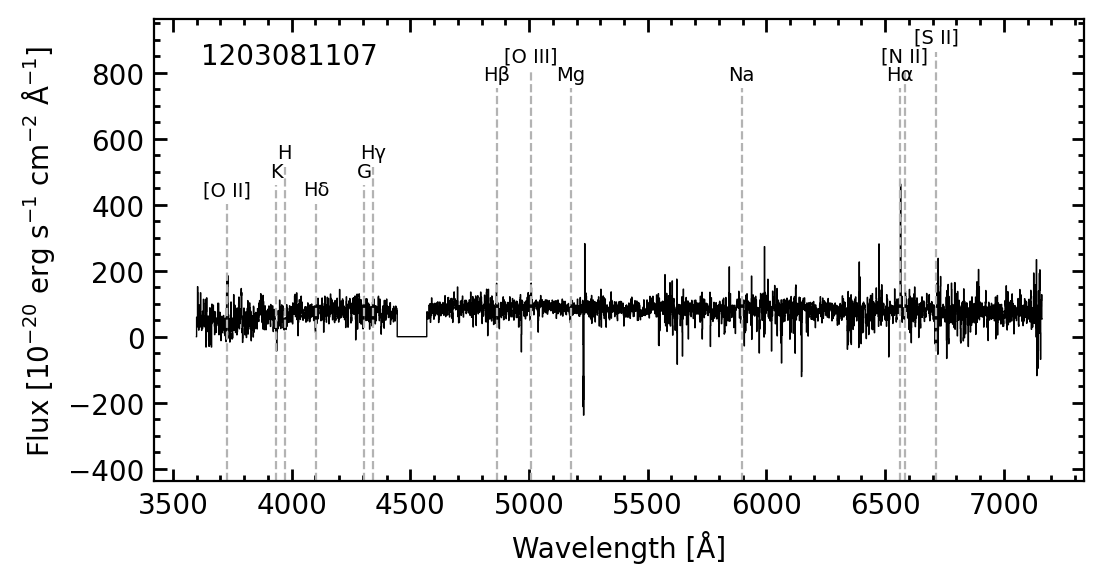 1203081107
[S II]
[O III]
[N II]
Hβ
Mg
Na
Hα
H
Hγ
K
G
[O II]
Hδ
800
600
400
200
0
−200
−400
Flux [10⁻²⁰ erg s⁻¹ cm⁻² Å⁻¹]
3500 4000 4500 5000 5500 6000 6500 7000
Wavelength [Å]